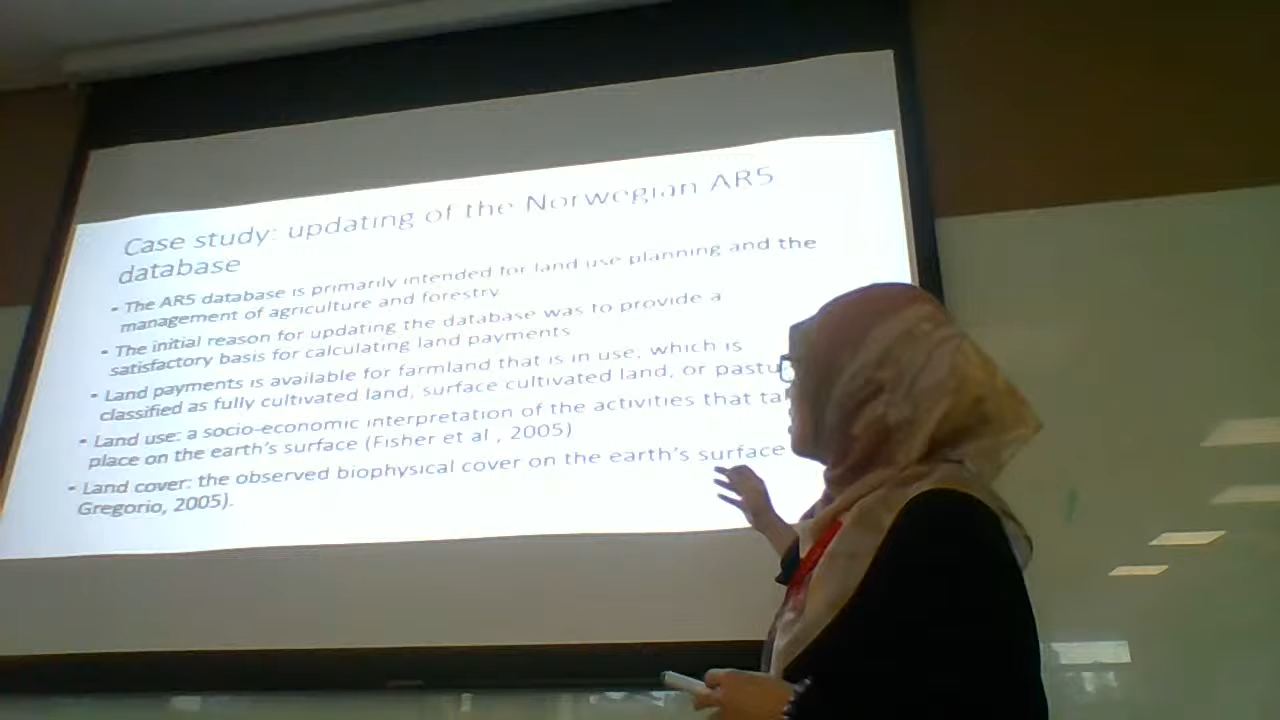 Case study: updating of the Norwegian AR5
database
• The AR5 database is primarily intended for land use planning and the
management of agriculture and forestry
• The initial reason for updating the database was to provide a
satisfactory basis for calculating land payments
• Land payments is available for farmland that is in use, which is
classified as fully cultivated land, surface cultivated land, or
• Land use: a socio-economic interpretation of the activities that
place on the earth's surface (Fisher et al , 2005)
• Land cover: the observed biophysical cover on the earth's surface
Gregorio, 2005).